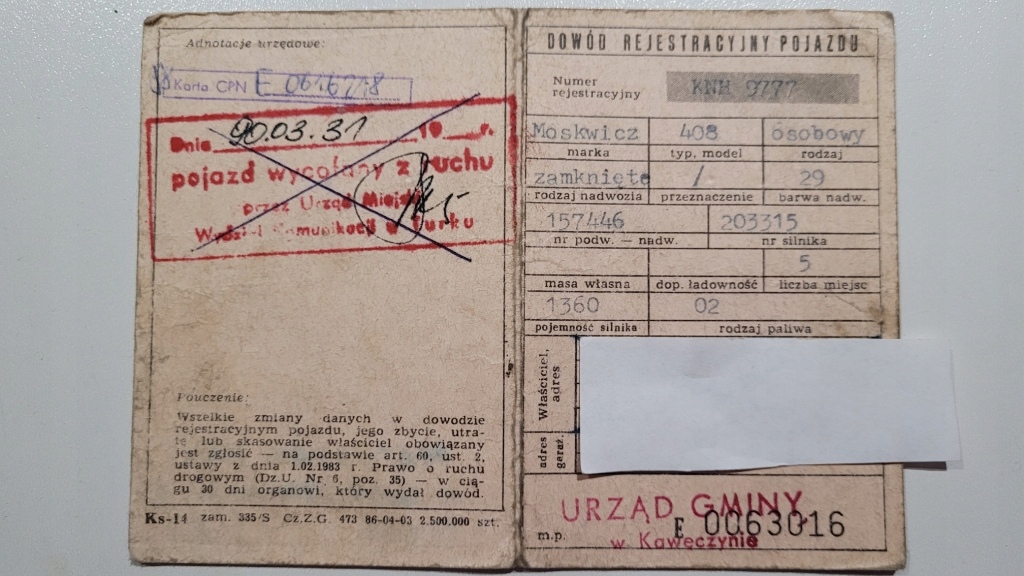 Adnotacje urzędowe:
Karta CPN E 0616718
Dnia 90.03.31 19 r.
pojazd wycofany z ruchu
przez Urząd Miejski
Wydział Komunikacji w Turku
Pouczenie:
Wszelkie zmiany danych w dowodzie
rejestracyjnym pojazdu, jego zbycie, utra-
tę lub skasowanie właściciel obowiązany
jest zgłosić — na podstawie art. 60, ust. 2,
ustawy z dnia 1.02.1983 r. Prawo o ruchu
drogowym (Dz.U. Nr 6, poz. 35) — w cią-
gu 30 dni organowi, który wydał dowód.
Ks-14 zam. 335/S Cz.Z.G. 473 86-04-03 2.500.000 szt.
DOWÓD REJESTRACYJNY POJAZDU
Numer
rejestracyjny KNH 9777
Moskwicz 408 osobowy
marka typ, model rodzaj
zamknięte / 29
rodzaj nadwozia przeznaczenie barwa nadw.
157446 203315
nr podw. — nadw. nr silnika
5
masa własna dop. ładowność liczba miejsc
1360 02
pojemność silnika rodzaj paliwa
Właściciel,
adres
adres
garaż.
URZĄD GMINY
w Kawęczynie
m.p. E 0063016